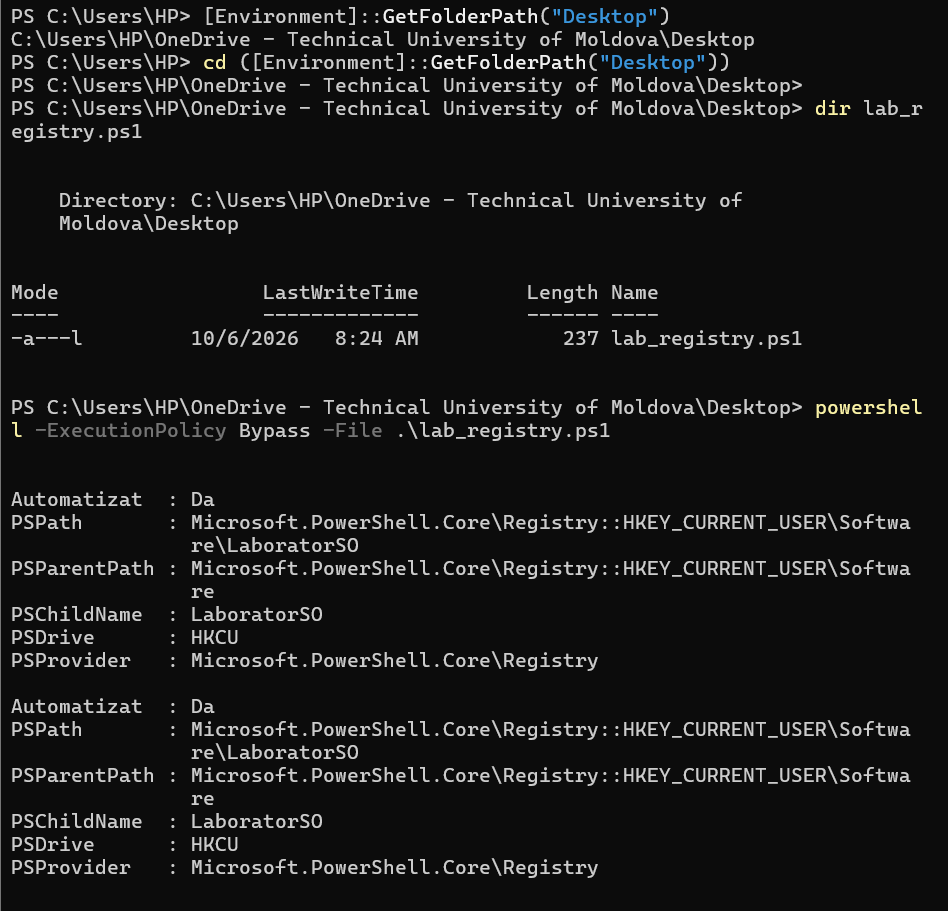 PS C:\Users\HP> [Environment]::GetFolderPath("Desktop")
C:\Users\HP\OneDrive - Technical University of Moldova\Desktop
PS C:\Users\HP> cd ([Environment]::GetFolderPath("Desktop"))
PS C:\Users\HP\OneDrive - Technical University of Moldova\Desktop>
PS C:\Users\HP\OneDrive - Technical University of Moldova\Desktop> dir lab_r
egistry.ps1
    Directory: C:\Users\HP\OneDrive - Technical University of
    Moldova\Desktop
Mode                 LastWriteTime         Length Name
----                 -------------         ------ ----
-a---l         10/6/2026   8:24 AM            237 lab_registry.ps1
PS C:\Users\HP\OneDrive - Technical University of Moldova\Desktop> powershel
l -ExecutionPolicy Bypass -File .\lab_registry.ps1
Automatizat  : Da
PSPath       : Microsoft.PowerShell.Core\Registry::HKEY_CURRENT_USER\Softwa
               re\LaboratorSO
PSParentPath : Microsoft.PowerShell.Core\Registry::HKEY_CURRENT_USER\Softwa
               re
PSChildName  : LaboratorSO
PSDrive      : HKCU
PSProvider   : Microsoft.PowerShell.Core\Registry
Automatizat  : Da
PSPath       : Microsoft.PowerShell.Core\Registry::HKEY_CURRENT_USER\Softwa
               re\LaboratorSO
PSParentPath : Microsoft.PowerShell.Core\Registry::HKEY_CURRENT_USER\Softwa
               re
PSChildName  : LaboratorSO
PSDrive      : HKCU
PSProvider   : Microsoft.PowerShell.Core\Registry